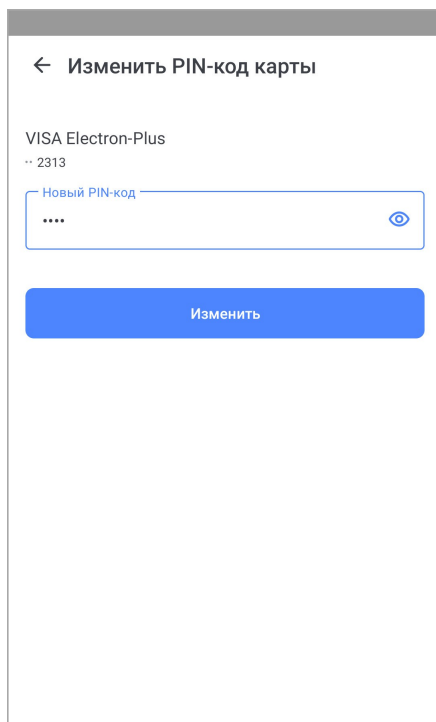 Изменить PIN-код карты
VISA Electron-Plus
·· 2313
Новый PIN-код
····
Изменить